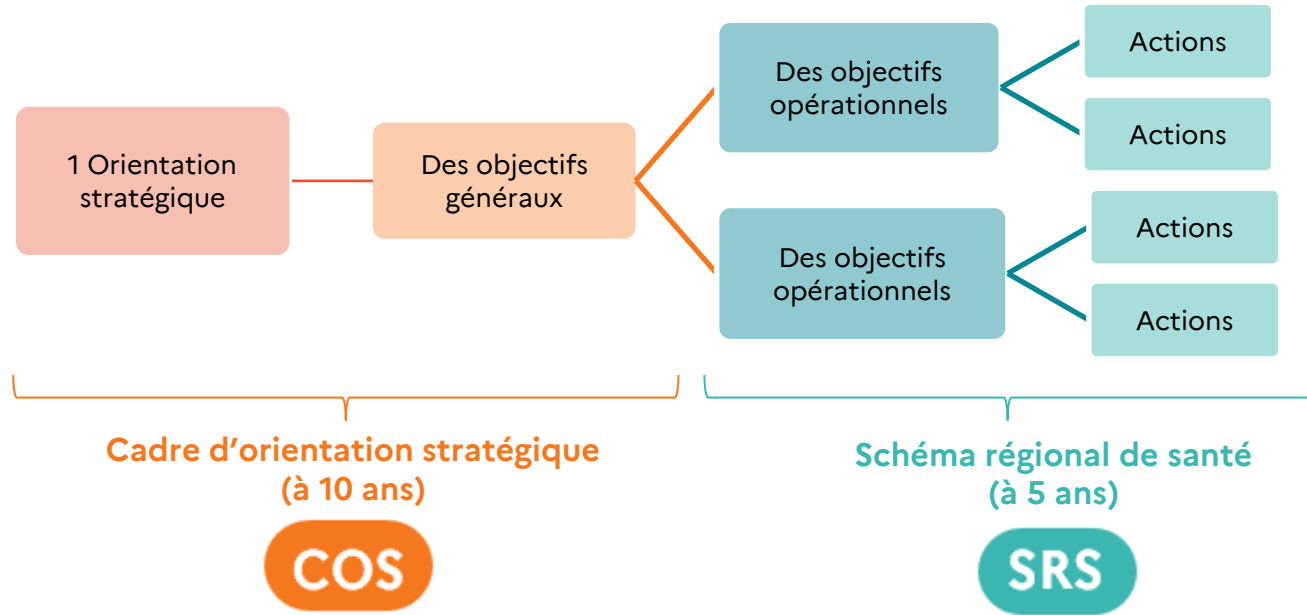 1 Orientation
stratégique
Des objectifs
généraux
Des objectifs
opérationnels
Actions
Actions
Des objectifs
opérationnels
Actions
Actions
Cadre d’orientation stratégique
(à 10 ans)
COS
Schéma régional de santé
(à 5 ans)
SRS